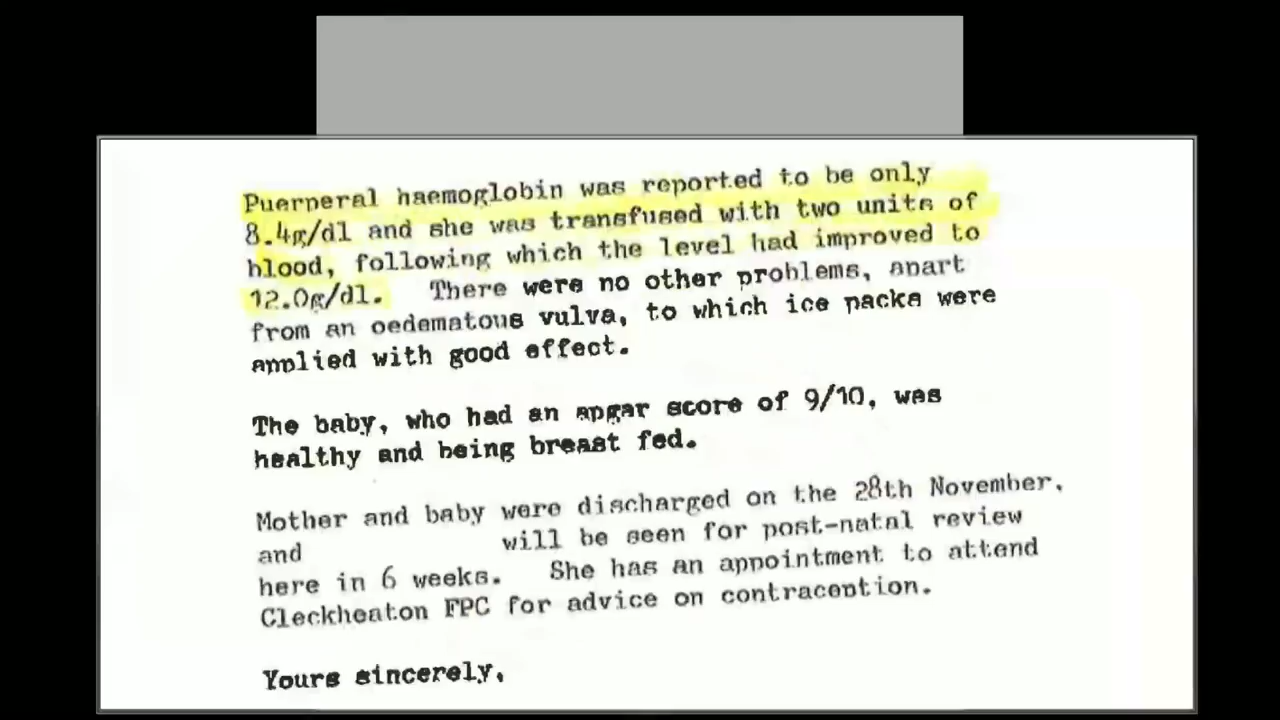 Puerperal haemoglobin was reported to be only
8.4g/dl and she was transfused with two units of
blood, following which the level had improved to
12.0g/dl. There were no other problems, apart
from an oedematous vulva, to which ice packs were
applied with good effect.
The baby, who had an apgar score of 9/10, was
healthy and being breast fed.
Mother and baby were discharged on the 28th November,
and will be seen for post-natal review
here in 6 weeks. She has an appointment to attend
Cleckheaton FPC for advice on contraception.
Yours sincerely,